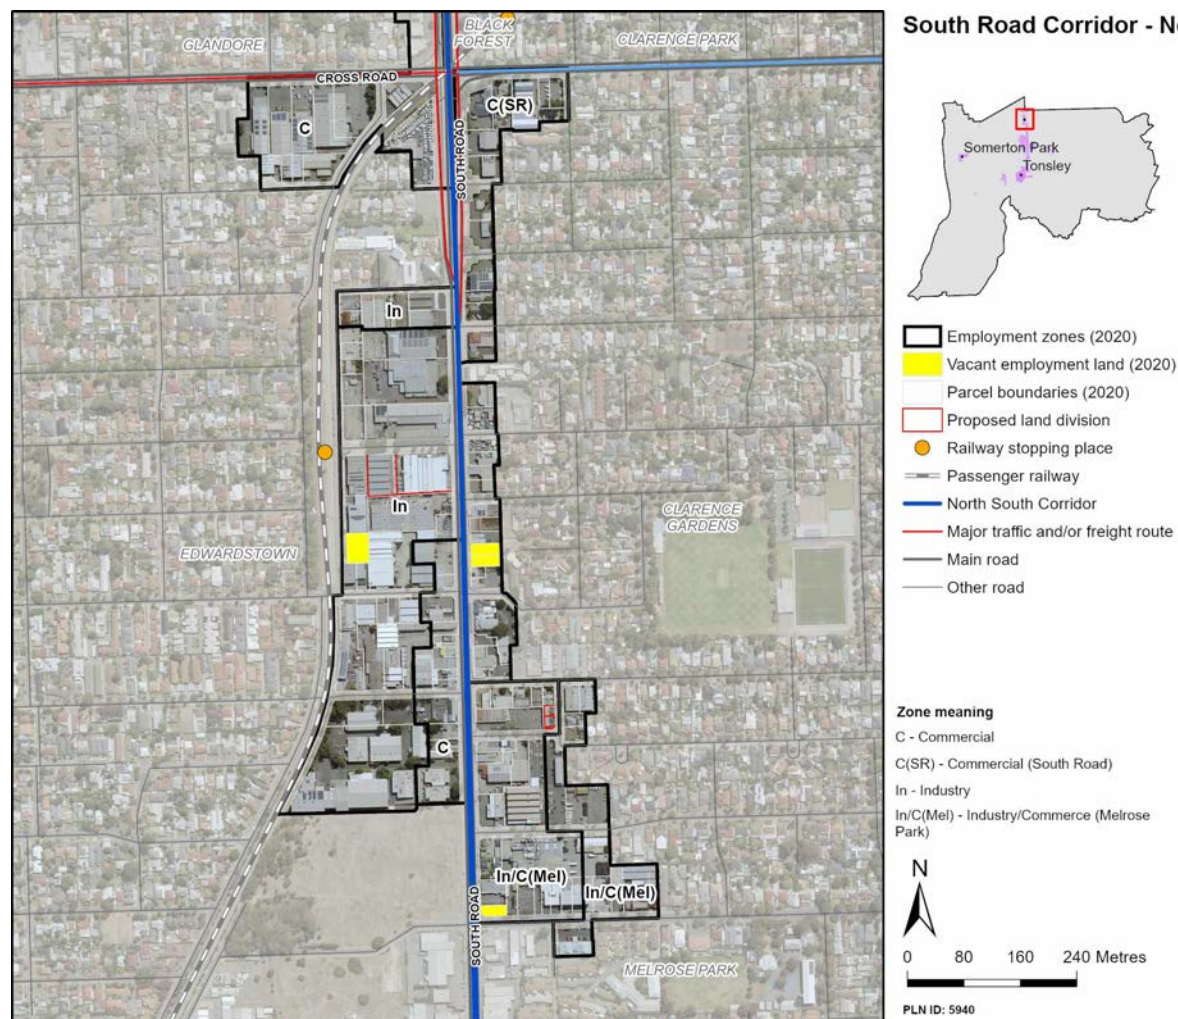 South Road Corridor - No
GLANDORE
BLACK
FOREST
CLARENCE PARK
CROSS ROAD
C
C(SR)
SOUTH ROAD
In
In
CLARENCE
GARDENS
EDWARDSTOWN
C
In/C(Mel)
In/C(Mel)
SOUTH ROAD
MELROSE PARK
Somerton Park
Tonsley
Employment zones (2020)
Vacant employment land (2020)
Parcel boundaries (2020)
Proposed land division
Railway stopping place
Passenger railway
North South Corridor
Major traffic and/or freight route
Main road
Other road
Zone meaning
C - Commercial
C(SR) - Commercial (South Road)
In - Industry
In/C(Mel) - Industry/Commerce (Melrose
Park)
N
0 80 160 240 Metres
PLN ID: 5940